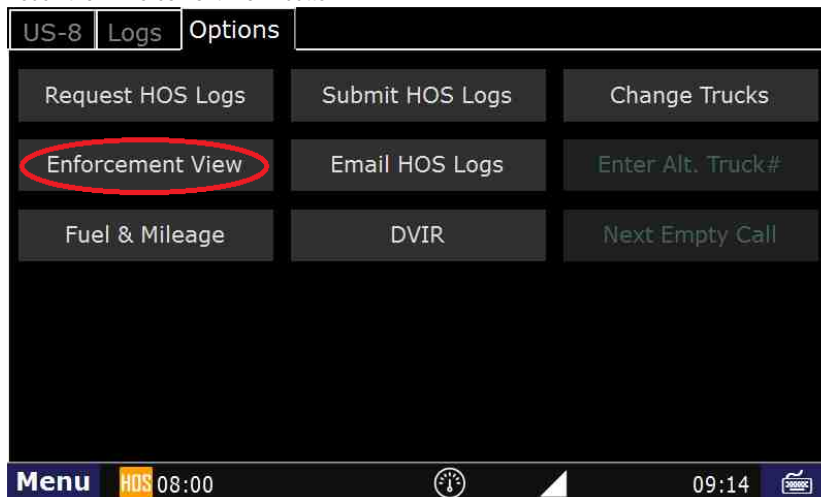 US-8 Logs Options
Request HOS Logs Submit HOS Logs Change Trucks
Enforcement View Email HOS Logs Enter Alt. Truck#
Fuel & Mileage DVIR Next Empty Call
Menu HOS 08:00 09:14